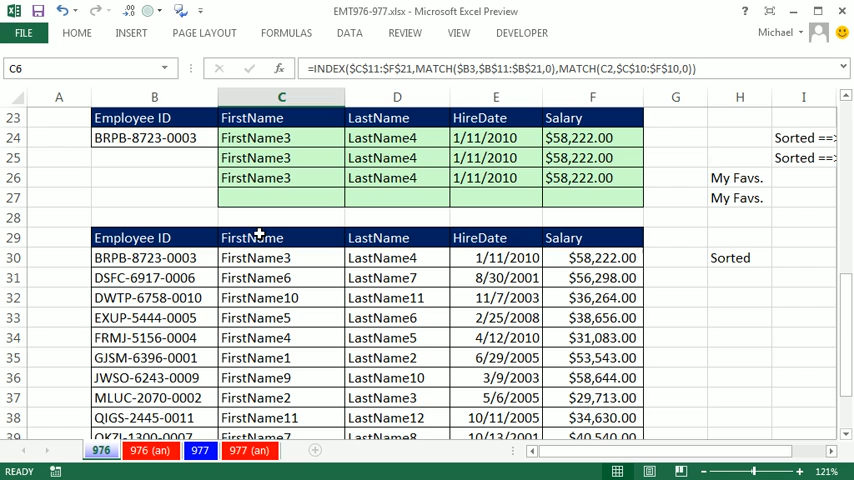 EMT976-977.xlsx - Microsoft Excel Preview
FILE HOME INSERT PAGE LAYOUT FORMULAS DATA REVIEW VIEW DEVELOPER Michael
C6 fx =INDEX($C$11:$F$21,MATCH($B3,$B$11:$B$21,0),MATCH(C2,$C$10:$F$10,0))
A B C D E F G H I
23 Employee ID FirstName LastName HireDate Salary
24 BRPB-8723-0003 FirstName3 LastName4 1/11/2010 $58,222.00 Sorted ==>
25 FirstName3 LastName4 1/11/2010 $58,222.00 Sorted ==>
26 FirstName3 LastName4 1/11/2010 $58,222.00 My Favs.
27 My Favs.
28
29 Employee ID FirstName LastName HireDate Salary
30 BRPB-8723-0003 FirstName3 LastName4 1/11/2010 $58,222.00 Sorted
31 DSFC-6917-0006 FirstName6 LastName7 8/30/2001 $56,298.00
32 DWTP-6758-0010 FirstName10 LastName11 11/7/2003 $36,264.00
33 EXUP-5444-0005 FirstName5 LastName6 2/25/2008 $38,656.00
34 FRMJ-5156-0004 FirstName4 LastName5 4/12/2010 $31,083.00
35 GJSM-6396-0001 FirstName1 LastName2 6/29/2005 $53,543.00
36 JWSO-6243-0009 FirstName9 LastName10 3/9/2003 $58,644.00
37 MLUC-2070-0002 FirstName2 LastName3 5/6/2005 $29,713.00
38 QIGS-2445-0011 FirstName11 LastName12 10/11/2005 $34,630.00
39 QKZI-1300-0007 FirstName7 LastName8 10/13/2001 $40,540.00
976 976 (an) 977 977 (an)
READY 121%